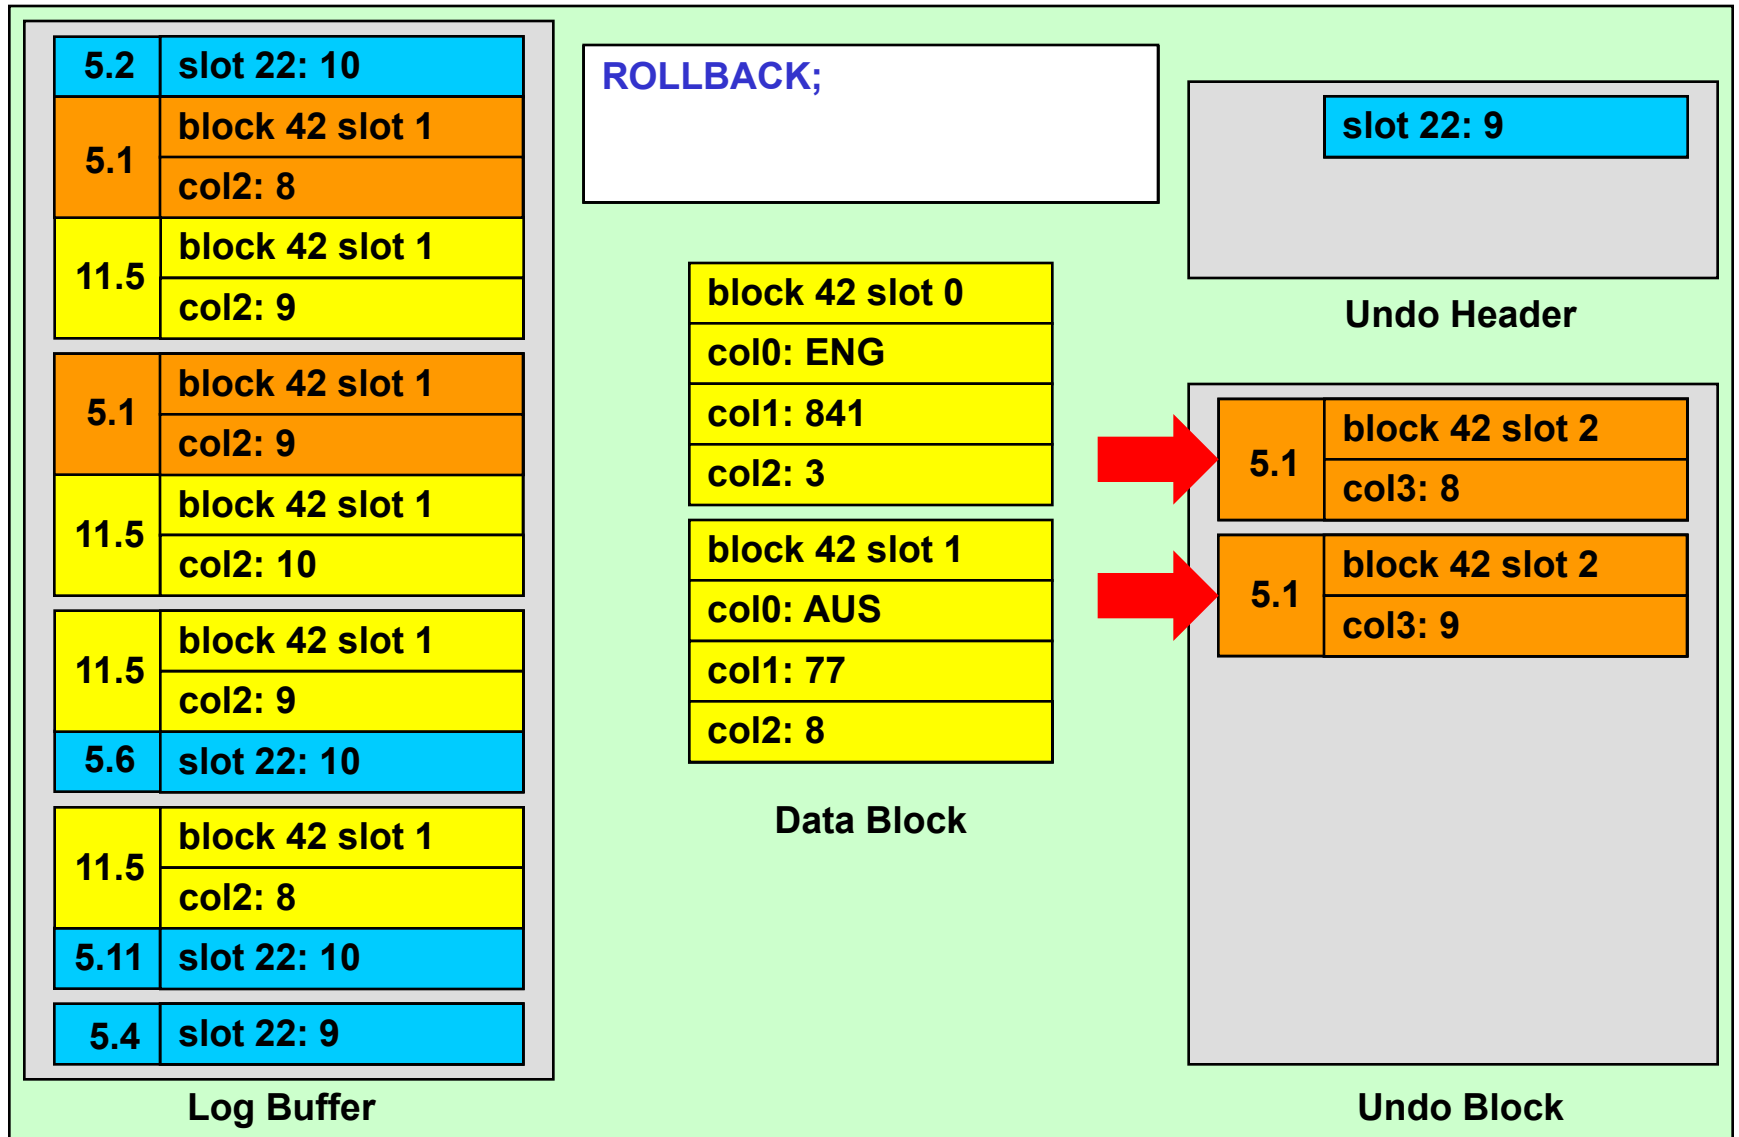 5.2 slot 22: 10
5.1
block 42 slot 1
col2: 8
11.5
block 42 slot 1
col2: 9
5.1
block 42 slot 1
col2: 9
11.5
block 42 slot 1
col2: 10
11.5
block 42 slot 1
col2: 9
5.6 slot 22: 10
11.5
block 42 slot 1
col2: 8
5.11 slot 22: 10
5.4 slot 22: 9
Log Buffer
ROLLBACK;
block 42 slot 0
col0: ENG
col1: 841
col2: 3
block 42 slot 1
col0: AUS
col1: 77
col2: 8
Data Block
slot 22: 9
Undo Header
5.1
block 42 slot 2
col3: 8
5.1
block 42 slot 2
col3: 9
Undo Block